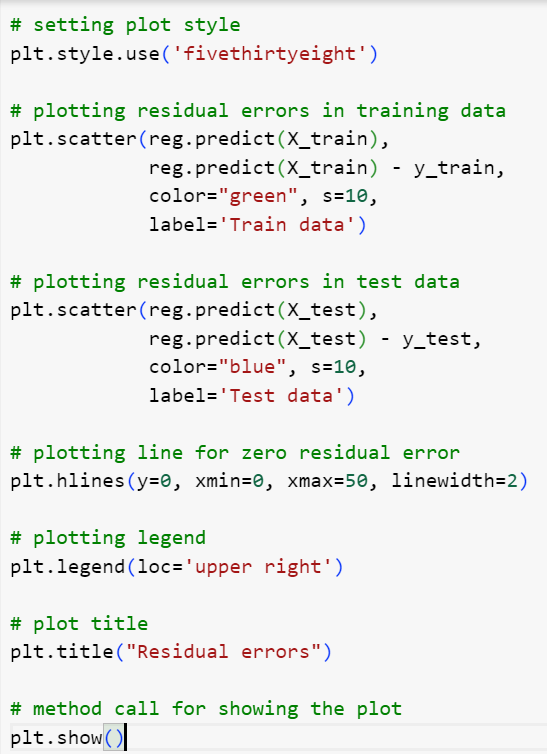 # setting plot style
plt.style.use('fivethirtyeight')
# plotting residual errors in training data
plt.scatter(reg.predict(X_train),
            reg.predict(X_train) - y_train,
            color="green", s=10,
            label='Train data')
# plotting residual errors in test data
plt.scatter(reg.predict(X_test),
            reg.predict(X_test) - y_test,
            color="blue", s=10,
            label='Test data')
# plotting line for zero residual error
plt.hlines(y=0, xmin=0, xmax=50, linewidth=2)
# plotting legend
plt.legend(loc='upper right')
# plot title
plt.title("Residual errors")
# method call for showing the plot
plt.show()